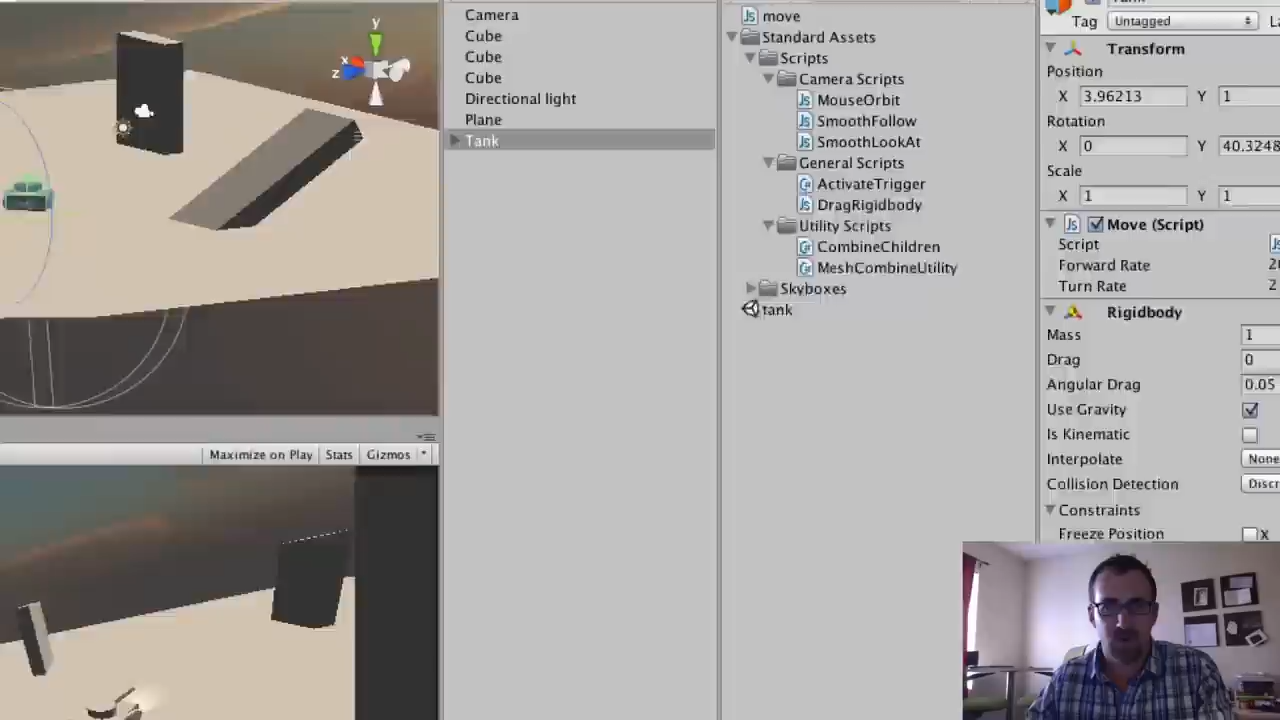 y
x
z
Maximize on Play
Stats
Gizmos
Camera
Cube
Cube
Cube
Directional light
Plane
Tank
move
Standard Assets
Scripts
Camera Scripts
MouseOrbit
SmoothFollow
SmoothLookAt
General Scripts
ActivateTrigger
DragRigidbody
Utility Scripts
CombineChildren
MeshCombineUtility
Skyboxes
tank
Tag Untagged
Transform
Position
X 3.96213 Y 1
Rotation
X 0 Y 40.3248
Scale
X 1 Y 1
Move (Script)
Script
Forward Rate
Turn Rate 2
Rigidbody
Mass 1
Drag 0
Angular Drag 0.05
Use Gravity
Is Kinematic
Interpolate None
Collision Detection Discr
Constraints
Freeze Position X